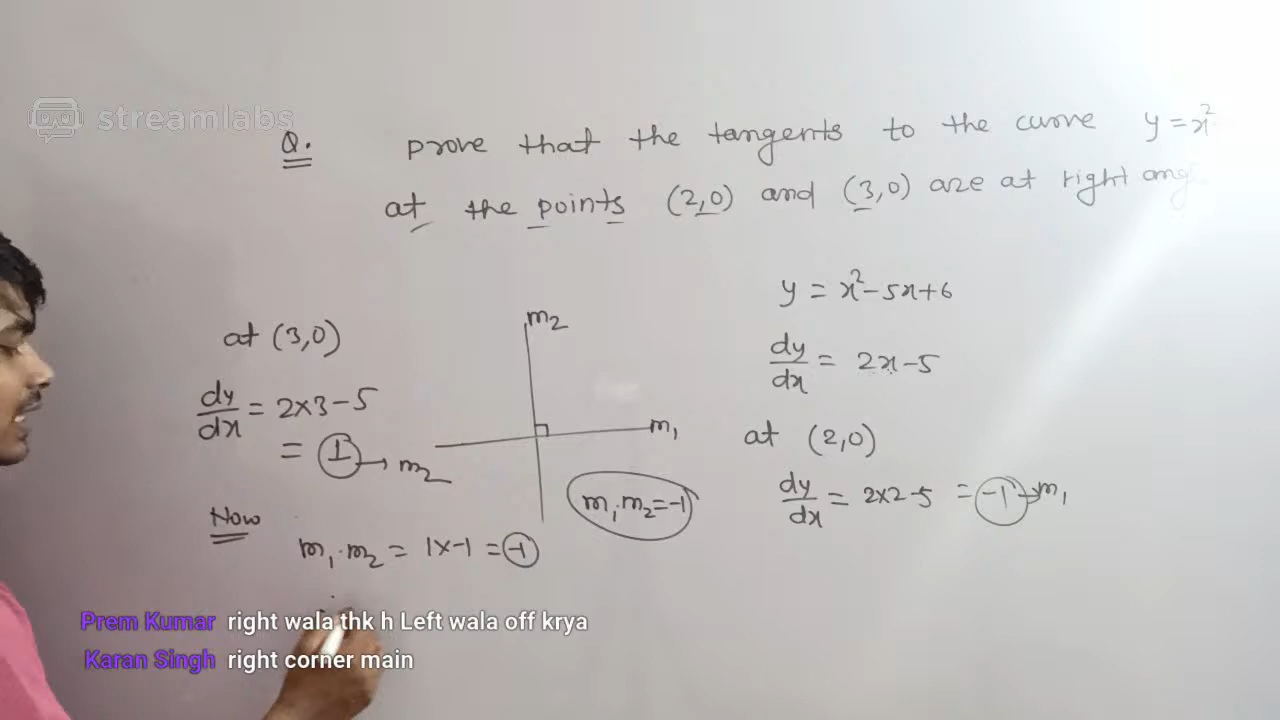 streamlabs
Q. prove that the tangents to the curve y = x²
at the points (2,0) and (3,0) are at right ang
y = x²-5x+6
dy/dx = 2x-5
at (2,0)
dy/dx = 2x2-5 = -1 → m₁
m₂
m₁
m₁.m₂=-1
at (3,0)
dy/dx = 2x3-5
= 1 → m₂
Now
m₁.m₂ = 1x-1 = -1
Prem Kumar right wala thk h Left wala off krya
Karan Singh right corner main